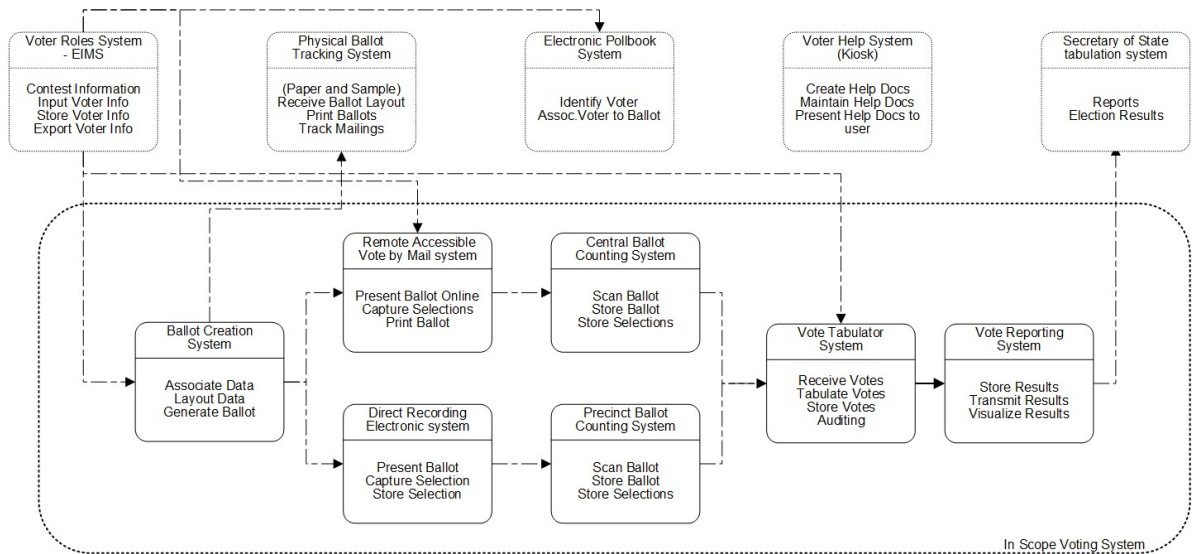 Voter Roles System
- EIMS
Contest Information
Input Voter Info
Store Voter Info
Export Voter Info
Physical Ballot
Tracking System
(Paper and Sample)
Receive Ballot Layout
Print Ballots
Track Mailings
Electronic Pollbook
System
Identify Voter
Assoc.Voter to Ballot
Voter Help System
(Kiosk)
Create Help Docs
Maintain Help Docs
Present Help Docs to
user
Secretary of State
tabulation system
Reports
Election Results
Ballot Creation
System
Associate Data
Layout Data
Generate Ballot
Remote Accessible
Vote by Mail system
Present Ballot Online
Capture Selections
Print Ballot
Central Ballot
Counting System
Scan Ballot
Store Ballot
Store Selections
Direct Recording
Electronic system
Present Ballot
Capture Selection
Store Selection
Precinct Ballot
Counting System
Scan Ballot
Store Ballot
Store Selections
Vote Tabulator
System
Receive Votes
Tabulate Votes
Store Votes
Auditing
Vote Reporting
System
Store Results
Transmit Results
Visualize Results
In Scope Voting System